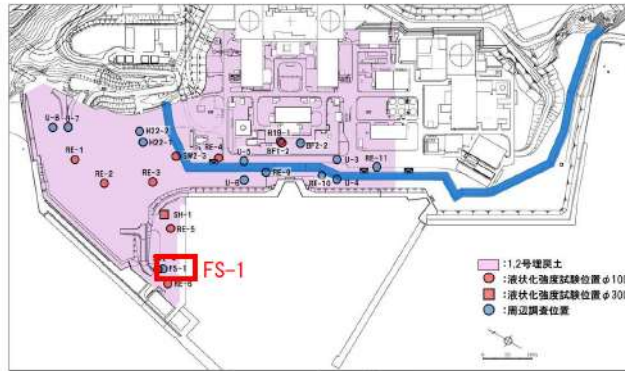 U-8
U-7
H22-2
H22-1
RE-1
RE-2
RE-3
SW2-3
RE-4
H19-1
BF1-2
BF2-2
U-5
U-3
RE-11
RE-9
U-6
RE-10
U-4
SH-1
RE-5
FS-1
FS-1
RE-6
:1,2号埋戻土
:液状化強度試験位置φ100
:液状化強度試験位置φ300
:周辺調査位置